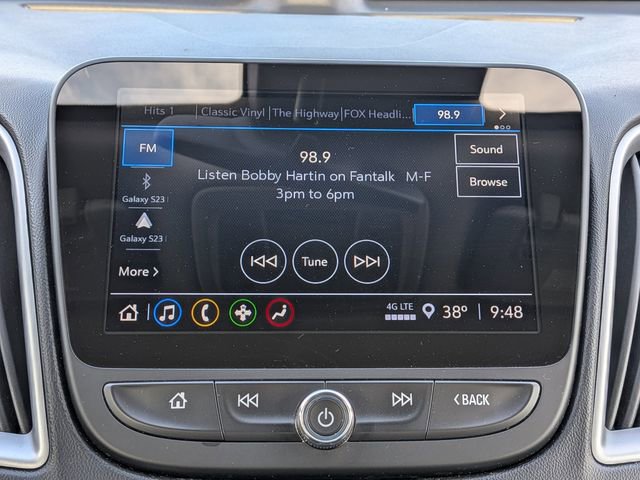 Hits 1 Classic Vinyl The Highway FOX Headli... 98.9 >
FM
98.9
Sound
Listen Bobby Hartin on Fantalk M-F
Browse
3pm to 6pm
Galaxy S23
Galaxy S23
More >
Tune
4G LTE
38° 9:48
< BACK